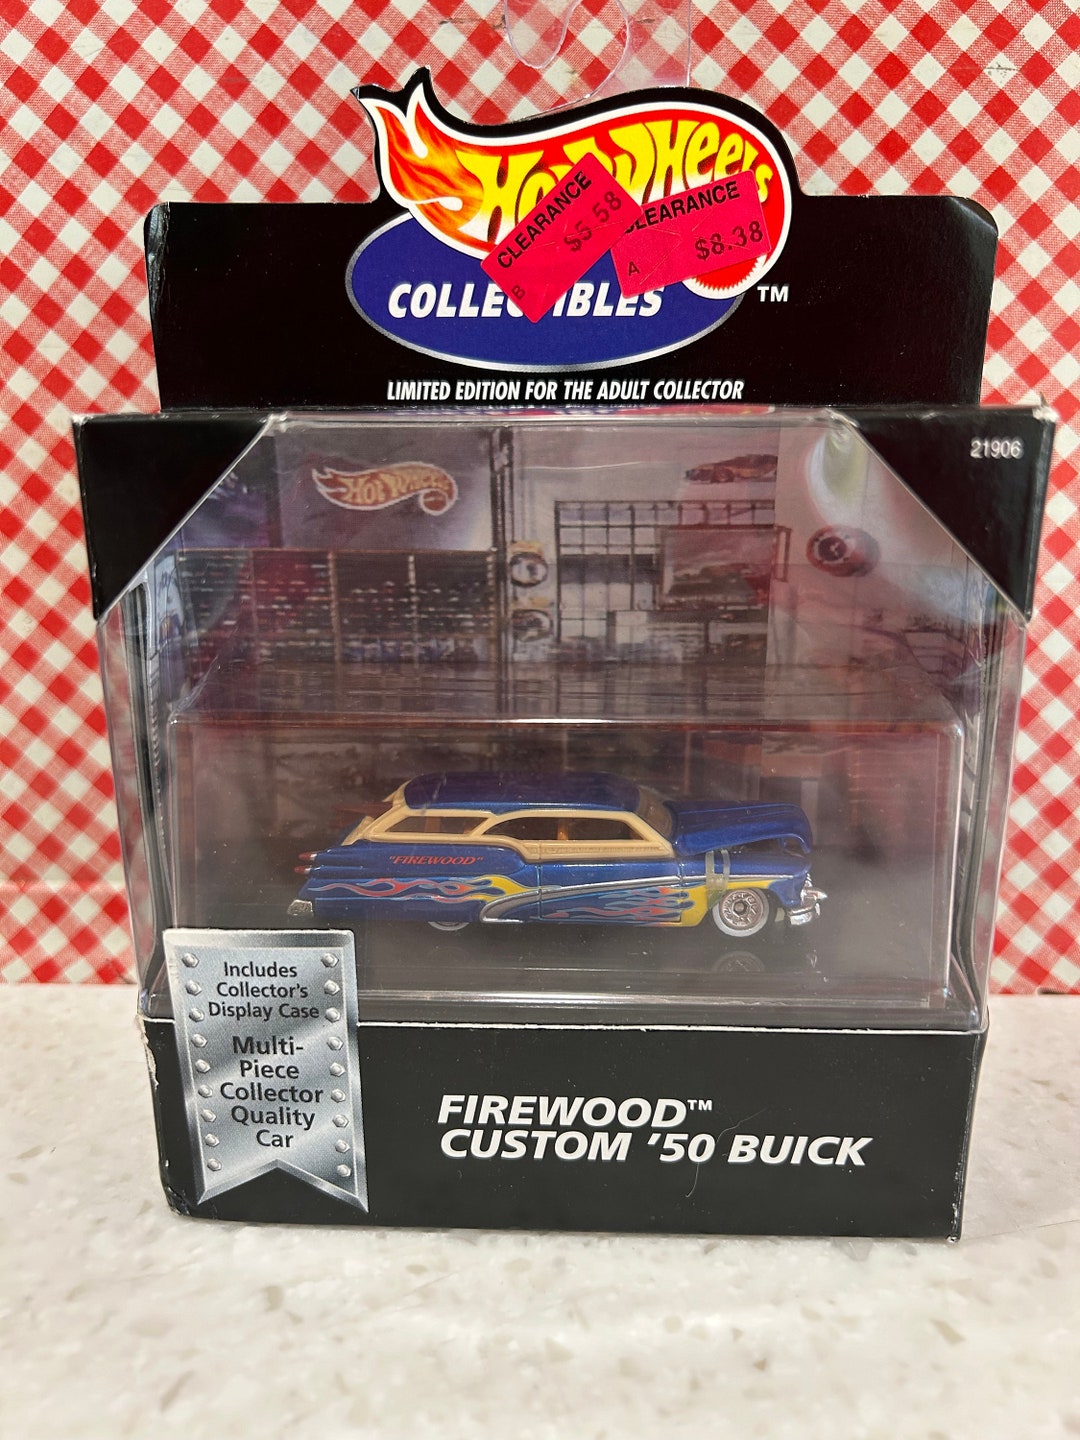 HOT WHEELS
CLEARANCE
$5.58
B
CLEARANCE
$8.38
A
COLLECTIBLES
TM
LIMITED EDITION FOR THE ADULT COLLECTOR
21906
HOT WHEELS
"FIREWOOD"
Includes
Collector's
Display Case
Multi-
Piece
Collector
Quality
Car
FIREWOOD™
CUSTOM '50 BUICK